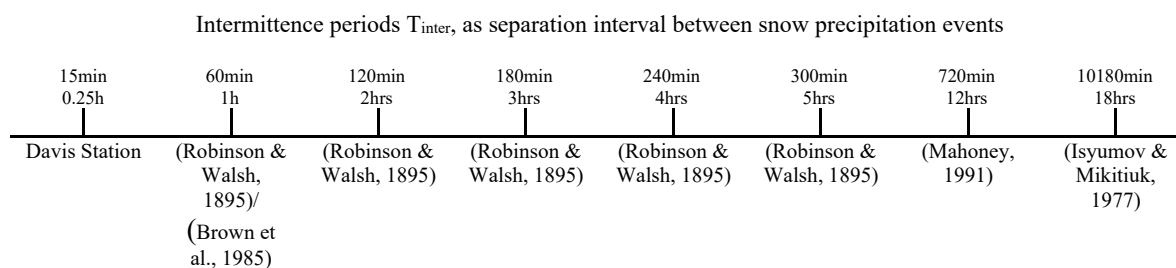 Intermittence periods Tinter, as separation interval between snow precipitation events
15min 60min 120min 180min 240min 300min 720min 10180min
0.25h 1h 2hrs 3hrs 4hrs 5hrs 12hrs 18hrs
Davis Station (Robinson & (Robinson & (Robinson & (Robinson & (Robinson & (Mahoney, (Isyumov &
Walsh, Walsh, 1895) Walsh, 1895) Walsh, 1895) Walsh, 1895) 1991) Mikitiuk,
1895)/ 1977)
(Brown et
al., 1985)